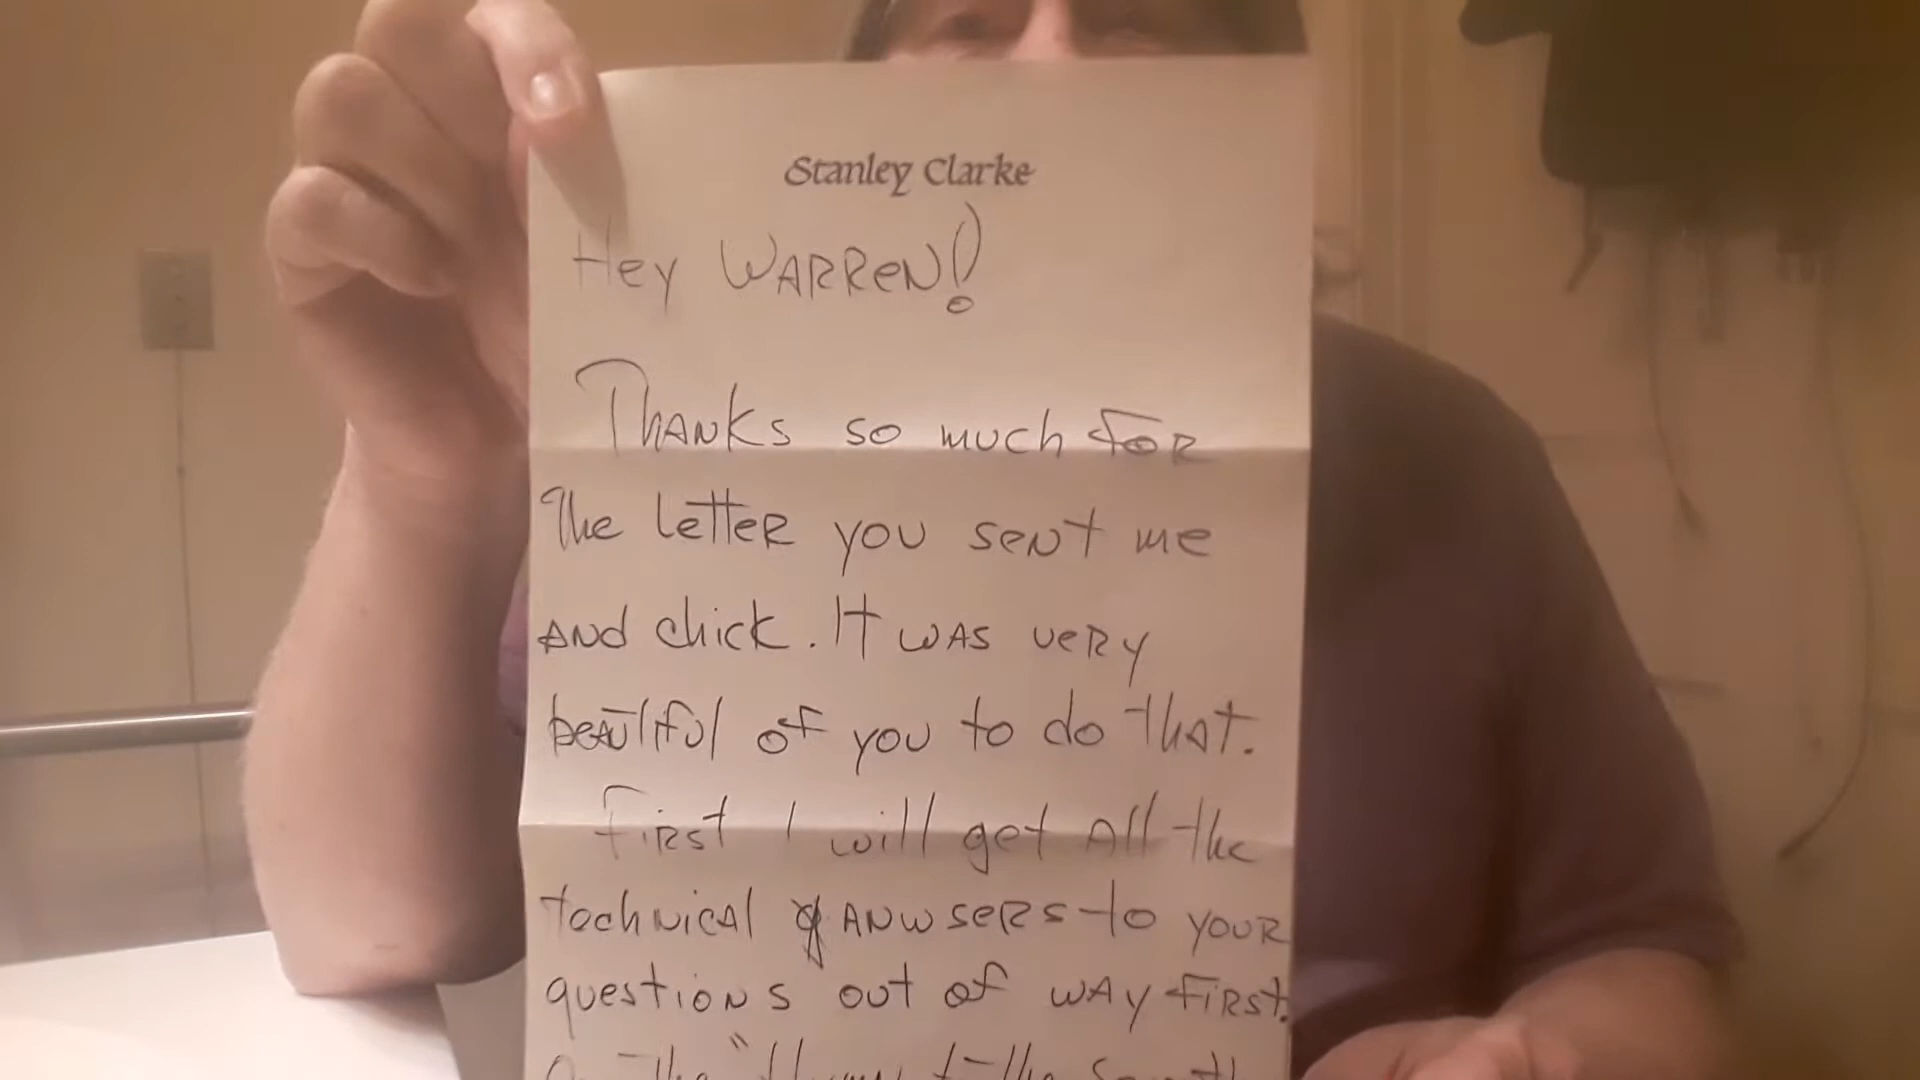 Stanley Clarke
Hey WARREN!
Thanks so much for
The letter you sent me
AND chick. It was very
beautiful of you to do that.
First I will get all the
technical ANWSERS to your
questions out of way first.
the